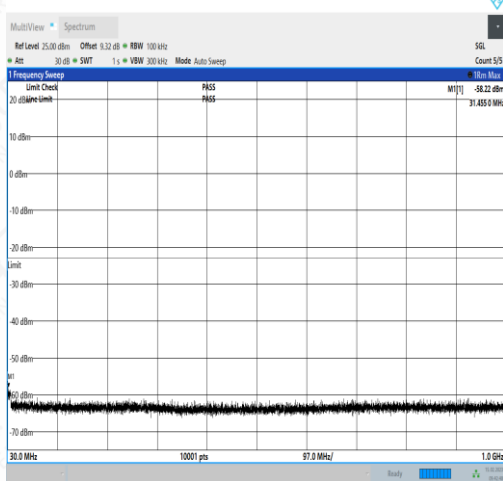 MultiView Spectrum
Ref Level 25.00 dBm Offset 9.32 dB RBW 100 kHz SGL
Att 30 dB SWT 1 s VBW 300 kHz Mode Auto Sweep Count 5/5
1 Frequency Sweep 1Rm Max
Limit Check PASS M1[1] -58.22 dBm
20 dBm Line Limit PASS 31.455 0 MHz
10 dBm
0 dBm
-10 dBm
-20 dBm
Limit
-30 dBm
-40 dBm
-50 dBm
M1
-60 dBm
-70 dBm
30.0 MHz 10001 pts 97.0 MHz/ 1.0 GHz
Ready